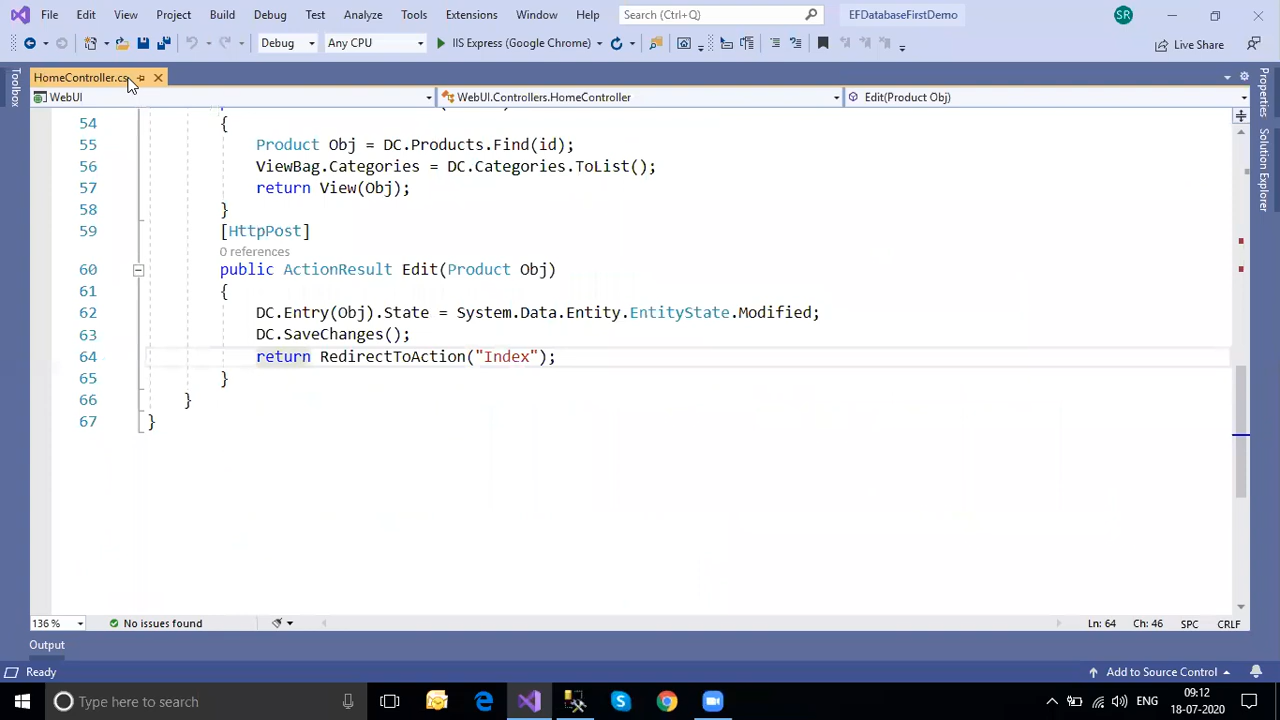 File Edit View Project Build Debug Test Analyze Tools Extensions Window Help Search (Ctrl+Q) EFDatabaseFirstDemo SR
Debug Any CPU IIS Express (Google Chrome) Live Share
HomeController.cs
WebUI WebUI.Controllers.HomeController Edit(Product Obj)
Toolbox
Properties
Solution Explorer
54 {
55 Product Obj = DC.Products.Find(id);
56 ViewBag.Categories = DC.Categories.ToList();
57 return View(Obj);
58 }
59 [HttpPost]
0 references
60 public ActionResult Edit(Product Obj)
61 {
62 DC.Entry(Obj).State = System.Data.Entity.EntityState.Modified;
63 DC.SaveChanges();
64 return RedirectToAction("Index");
65 }
66 }
67 }
136 % No issues found Ln: 64 Ch: 46 SPC CRLF
Output
Ready Add to Source Control
Type here to search ENG 09:12
18-07-2020